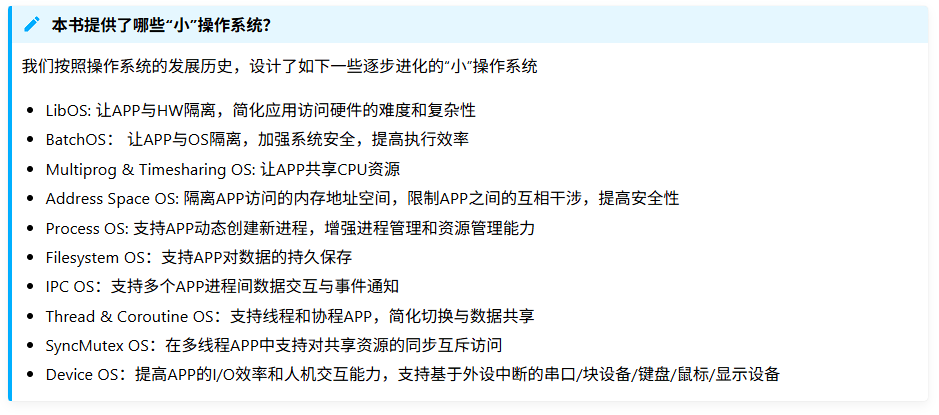 本书提供了哪些“小”操作系统？
我们按照操作系统的发展历史，设计了如下一些逐步进化的“小”操作系统
• LibOS: 让APP与HW隔离，简化应用访问硬件的难度和复杂性
• BatchOS： 让APP与OS隔离，加强系统安全，提高执行效率
• Multiprog & Timesharing OS: 让APP共享CPU资源
• Address Space OS: 隔离APP访问的内存地址空间，限制APP之间的互相干涉，提高安全性
• Process OS: 支持APP动态创建新进程，增强进程管理和资源管理能力
• Filesystem OS：支持APP对数据的持久保存
• IPC OS：支持多个APP进程间数据交互与事件通知
• Thread & Coroutine OS：支持线程和协程APP，简化切换与数据共享
• SyncMutex OS：在多线程APP中支持对共享资源的同步互斥访问
• Device OS：提高APP的I/O效率和人机交互能力，支持基于外设中断的串口/块设备/键盘/鼠标/显示设备